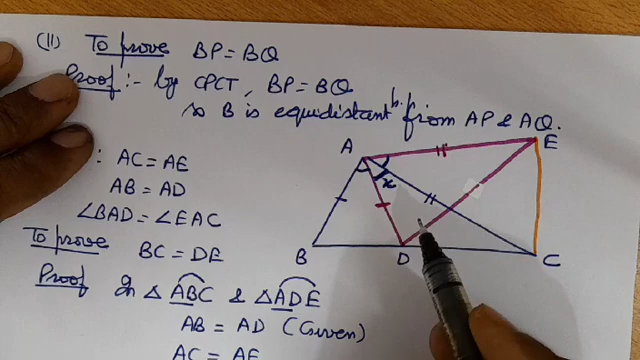 (II) To prove BP = BQ
Proof :- by CPCT, BP = BQ
so B is equidistant from AP & AQ.
: AC = AE
AB = AD
∠BAD = ∠EAC
To prove BC = DE
Proof In △ ABC & △ADE
AB = AD (Given)
AC = AE
A
E
x
B
D
C